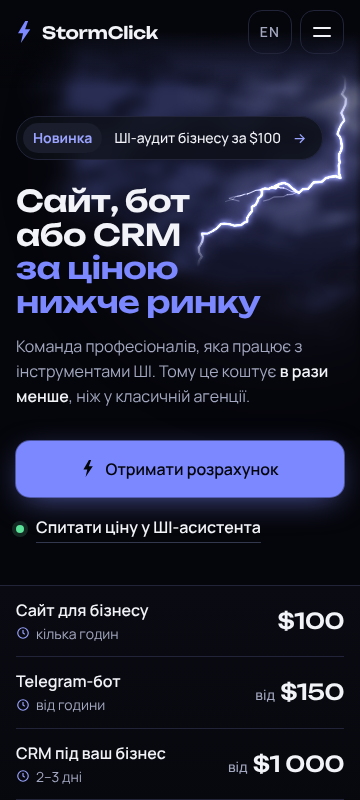 StormClick
EN
Новинка ШІ-аудит бізнесу за $100 →
Сайт, бот
або CRM
за ціною
нижче ринку
Команда професіоналів, яка працює з
інструментами ШІ. Тому це коштує в рази
менше, ніж у класичній агенції.
Отримати розрахунок
Спитати ціну у ШІ-асистента
Сайт для бізнесу
кілька годин
$100
Telegram-бот
від години
від $150
CRM під ваш бізнес
2–3 дні
від $1 000